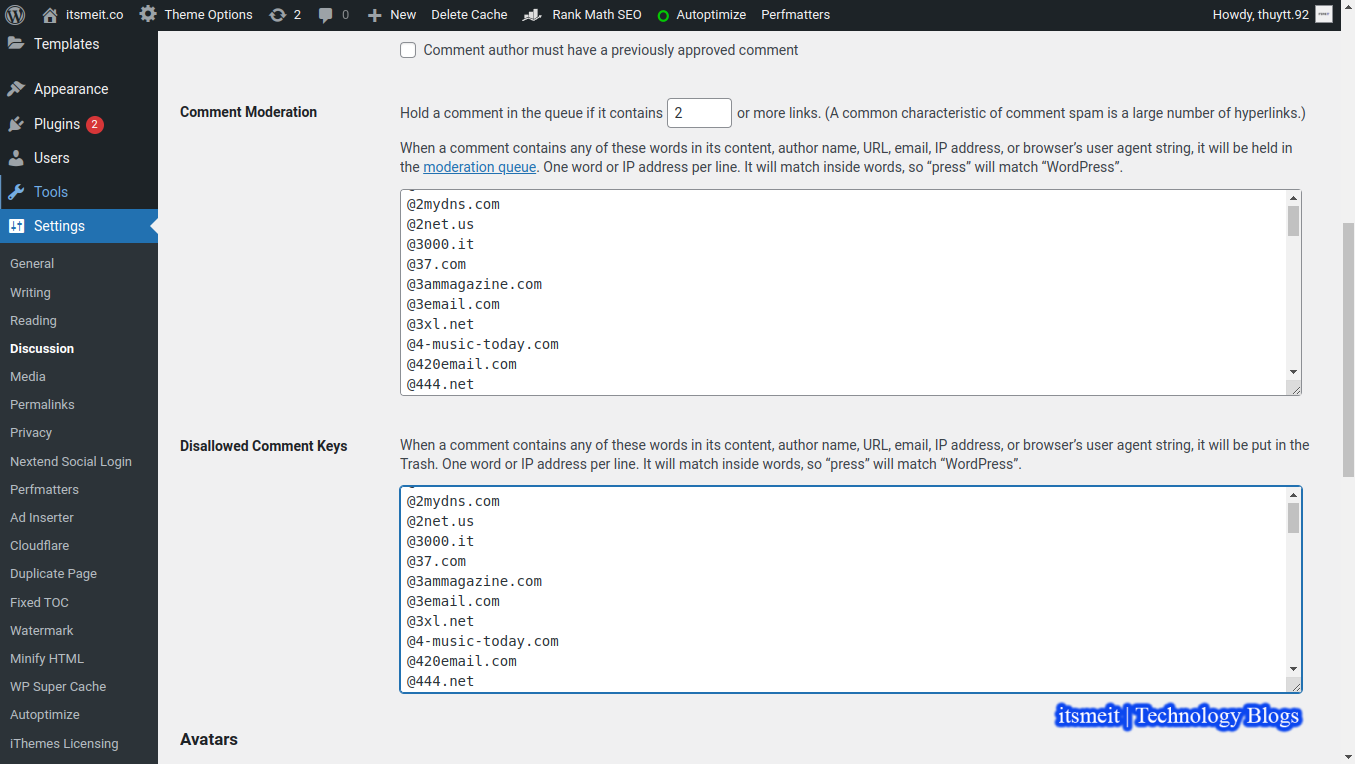 itsmeit.co
Theme Options
2
0
New
Delete Cache
Rank Math SEO
Autoptimize
Perfmatters
Howdy, thuytt.92
Templates
Appearance
Plugins 2
Users
Tools
Settings
General
Writing
Reading
Discussion
Media
Permalinks
Privacy
Nextend Social Login
Perfmatters
Ad Inserter
Cloudflare
Duplicate Page
Fixed TOC
Watermark
Minify HTML
WP Super Cache
Autoptimize
iThemes Licensing
Comment author must have a previously approved comment
Comment Moderation
Hold a comment in the queue if it contains 2 or more links. (A common characteristic of comment spam is a large number of hyperlinks.)
When a comment contains any of these words in its content, author name, URL, email, IP address, or browser’s user agent string, it will be held in
the moderation queue. One word or IP address per line. It will match inside words, so “press” will match “WordPress”.
@2mydns.com
@2net.us
@3000.it
@37.com
@3ammagazine.com
@3email.com
@3xl.net
@4-music-today.com
@420email.com
@444.net
Disallowed Comment Keys
When a comment contains any of these words in its content, author name, URL, email, IP address, or browser’s user agent string, it will be put in the
Trash. One word or IP address per line. It will match inside words, so “press” will match “WordPress”.
@2mydns.com
@2net.us
@3000.it
@37.com
@3ammagazine.com
@3email.com
@3xl.net
@4-music-today.com
@420email.com
@444.net
itsmeit | Technology Blogs
Avatars